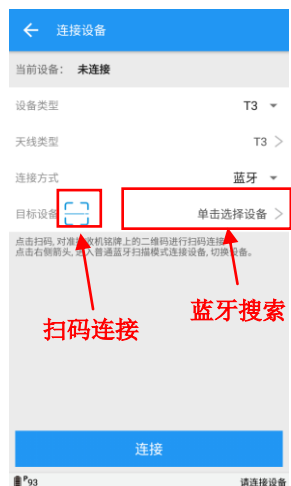 连接设备
当前设备： 未连接
设备类型 T3
天线类型 T3
连接方式 蓝牙
目标设备 单击选择设备
点击扫码, 对准接收机铭牌上的二维码进行扫码连接
点击右侧箭头, 进入普通蓝牙扫描模式连接设备, 切换设备。
扫码连接
蓝牙搜索
连接
P93 请连接设备